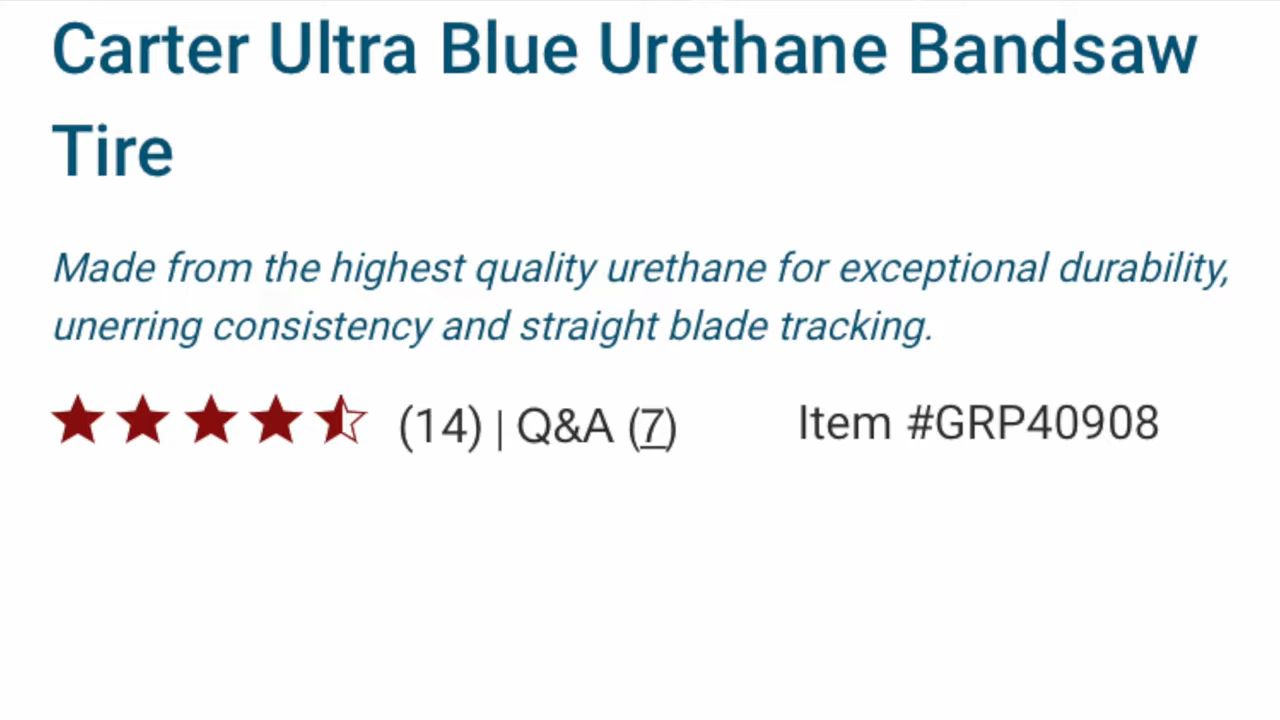 Carter Ultra Blue Urethane Bandsaw
Tire
Made from the highest quality urethane for exceptional durability,
unerring consistency and straight blade tracking.
(14) | Q&A (7) Item #GRP40908